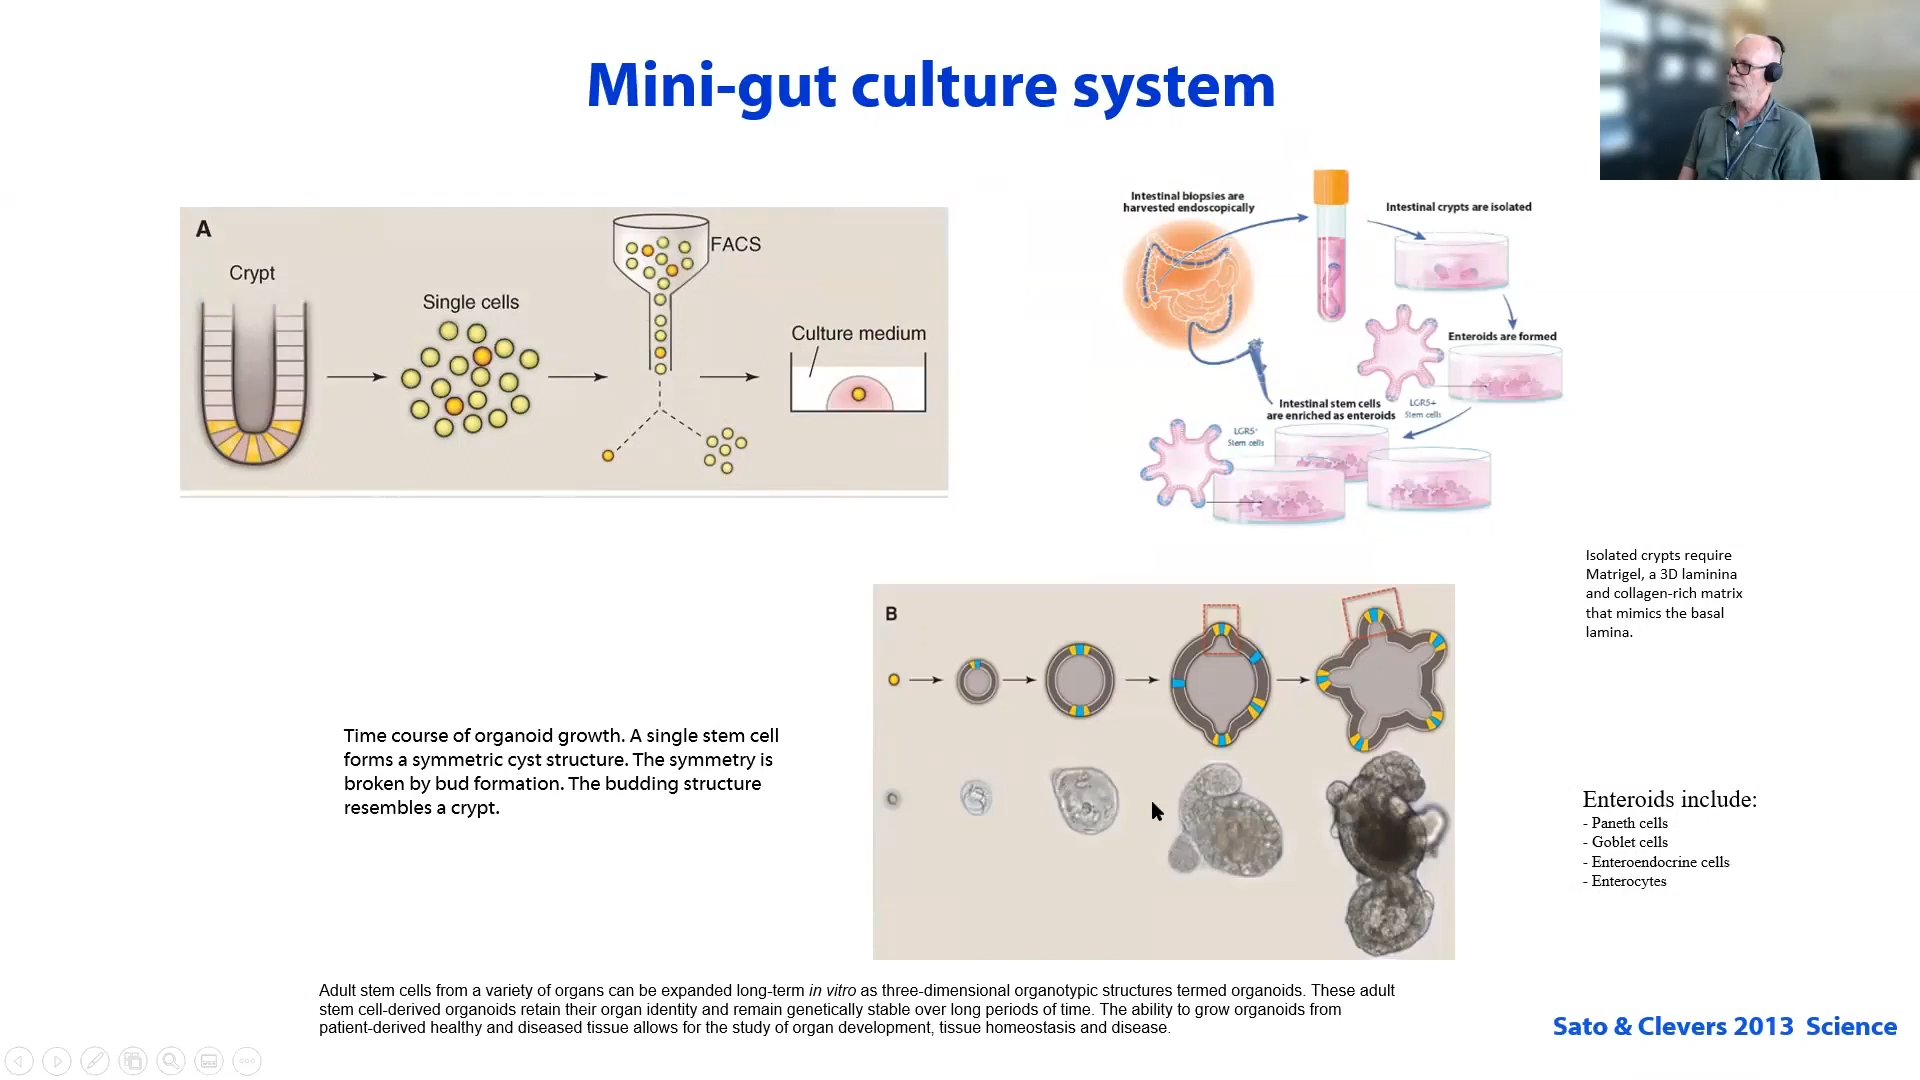 Mini-gut culture system
A
Crypt
Single cells
FACS
Culture medium
Intestinal biopsies are
harvested endoscopically
Intestinal crypts are isolated
Enteroids are formed
LGR5+
Stem cells
Intestinal stem cells
are enriched as enteroids
LGR5+
Stem cells
Isolated crypts require
Matrigel, a 3D laminina
and collagen-rich matrix
that mimics the basal
lamina.
B
Time course of organoid growth. A single stem cell
forms a symmetric cyst structure. The symmetry is
broken by bud formation. The budding structure
resembles a crypt.
Enteroids include:
- Paneth cells
- Goblet cells
- Enteroendocrine cells
- Enterocytes
Adult stem cells from a variety of organs can be expanded long-term in vitro as three-dimensional organotypic structures termed organoids. These adult
stem cell-derived organoids retain their organ identity and remain genetically stable over long periods of time. The ability to grow organoids from
patient-derived healthy and diseased tissue allows for the study of organ development, tissue homeostasis and disease.
Sato & Clevers 2013 Science